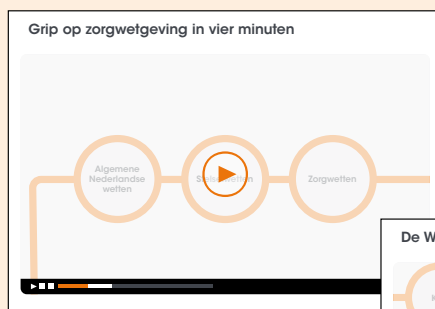 Grip op zorgwetgeving in vier minuten
Algemene
Nederlandse
wetten
Zorgwetten
De W